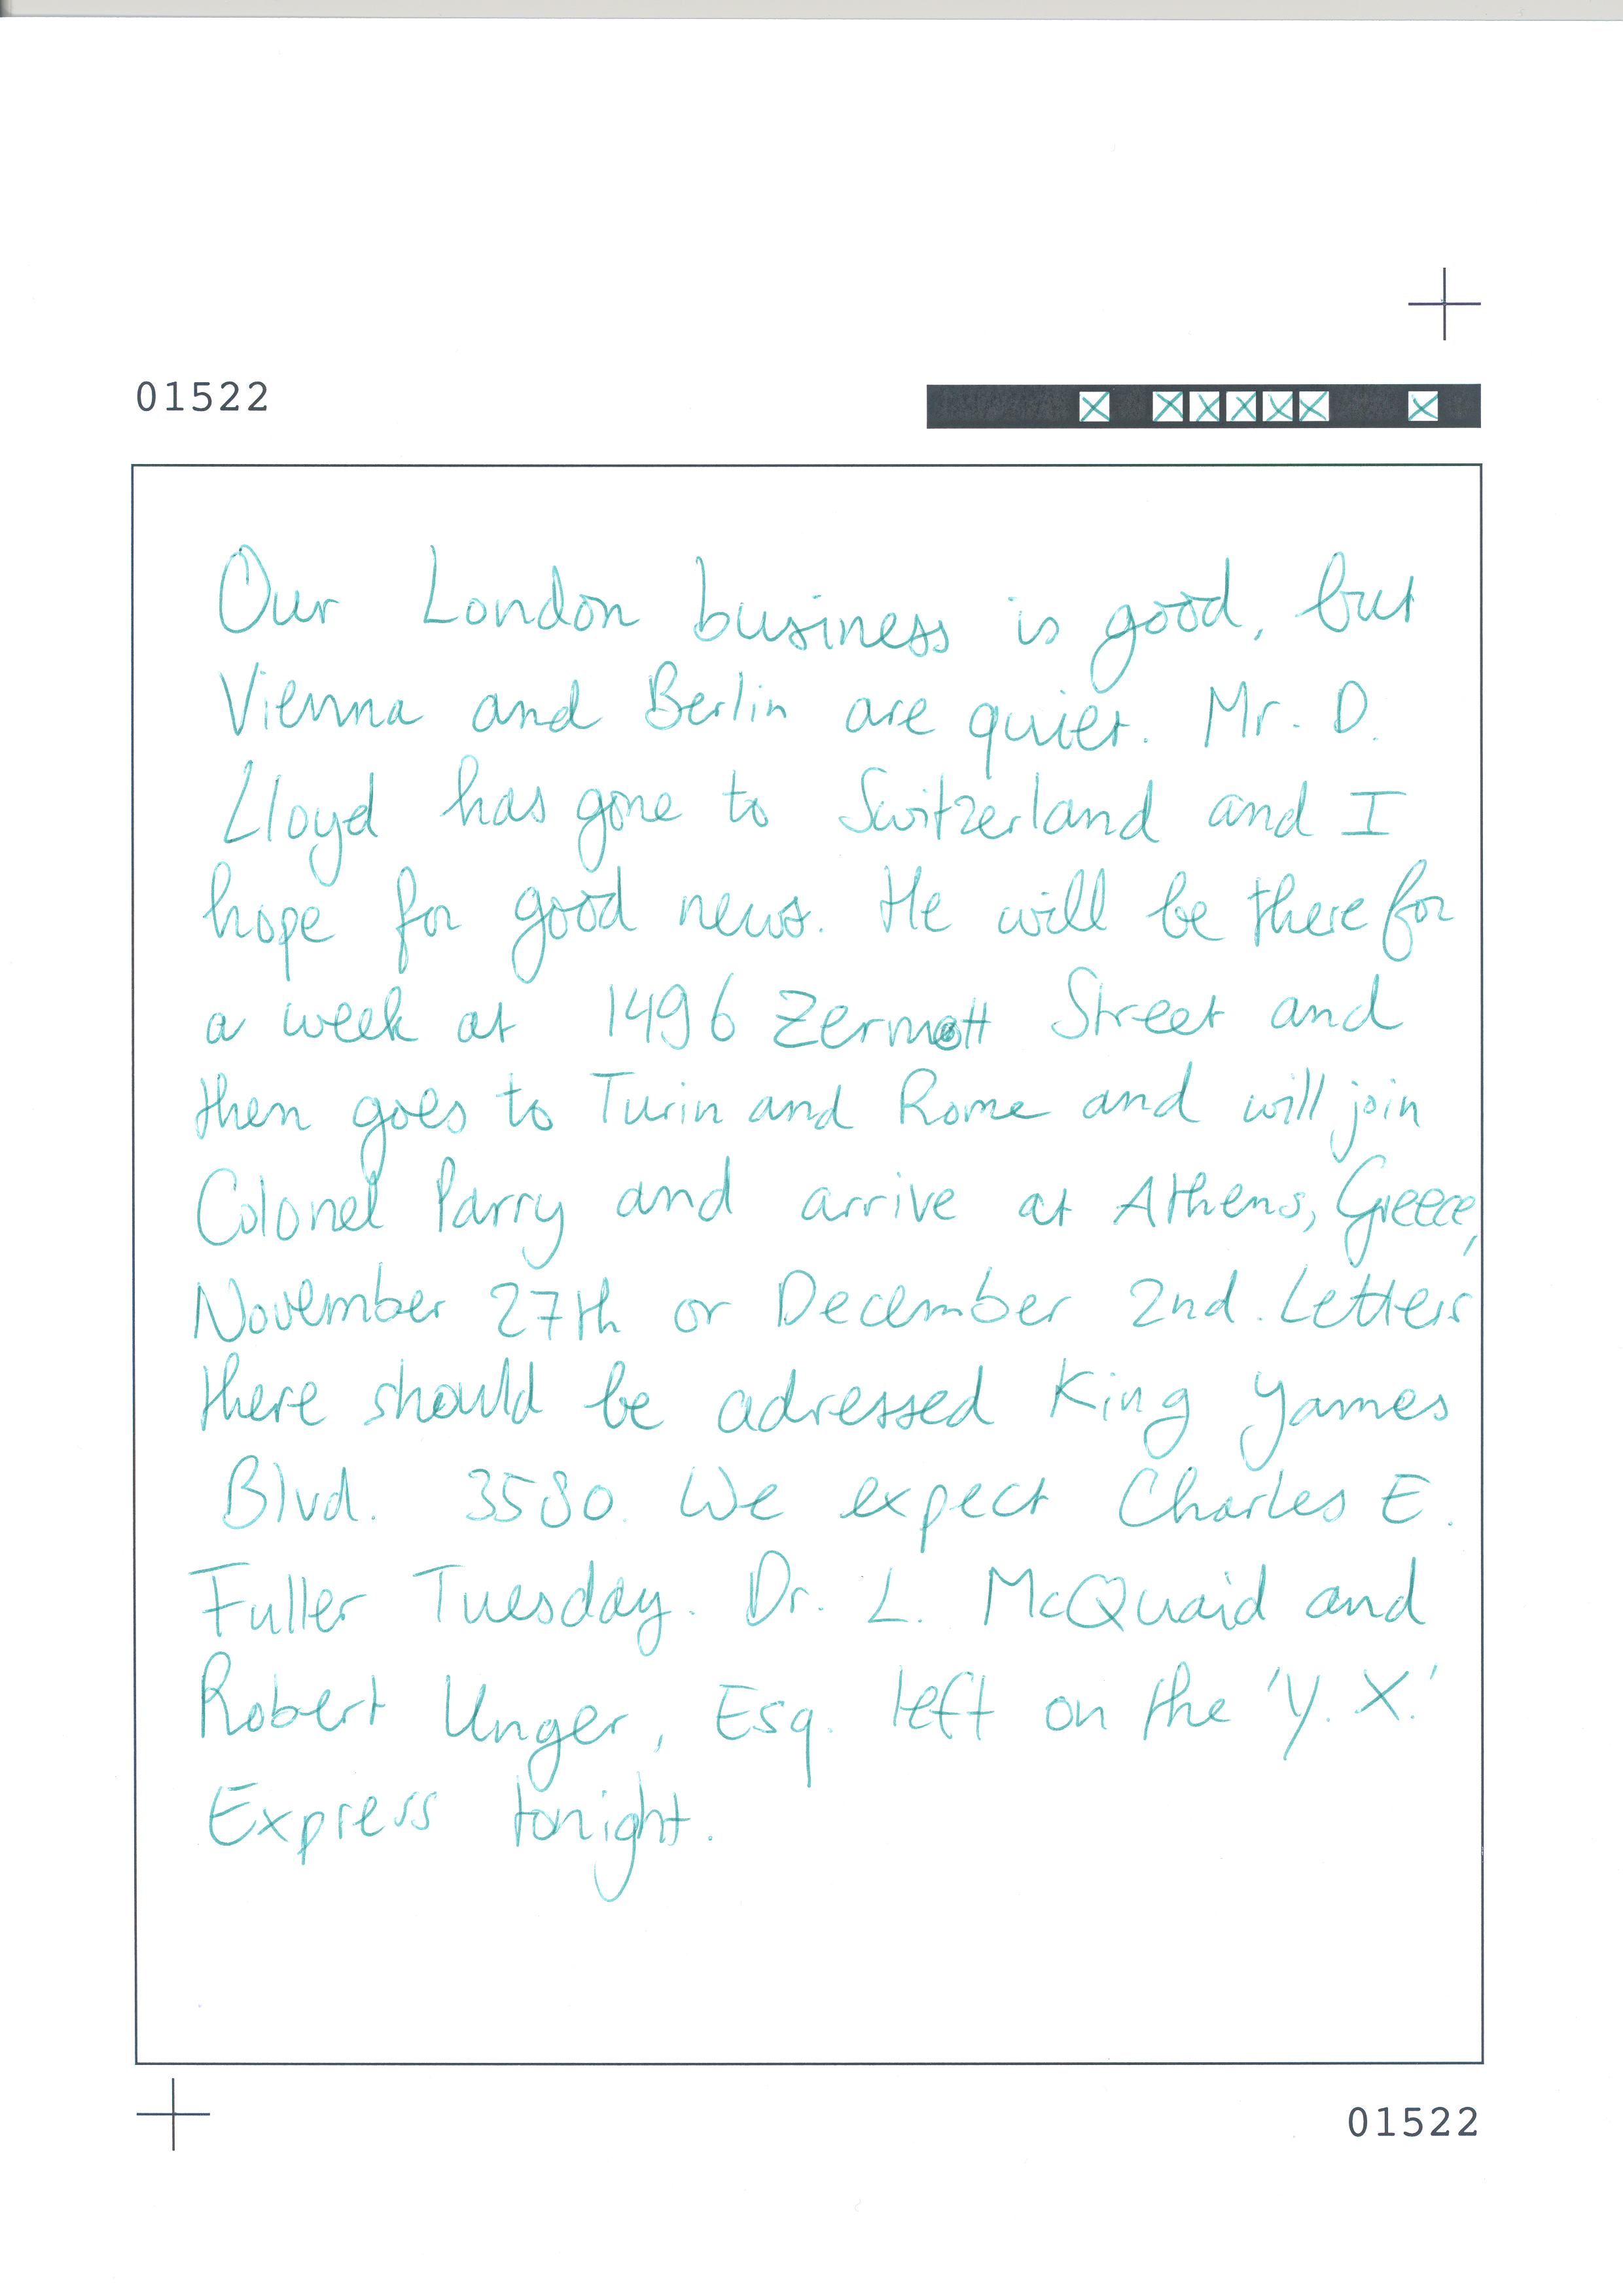 01522
Our London business is good, but
Vienna and Berlin are quiet. Mr. D.
Lloyd has gone to Switzerland and I
hope for good news. He will be there for
a week at 1496 Zermott Street and
then goes to Turin and Rome and will join
Colonel Parry and arrive at Athens, Greece,
November 27th or December 2nd. Letters
there should be adressed King Yames
Blvd. 3580. We expect Charles E.
Fuller Tuesday. Dr. L. McQuaid and
Robert Unger, Esq. left on the 'Y. X.'
Express tonight.
01522